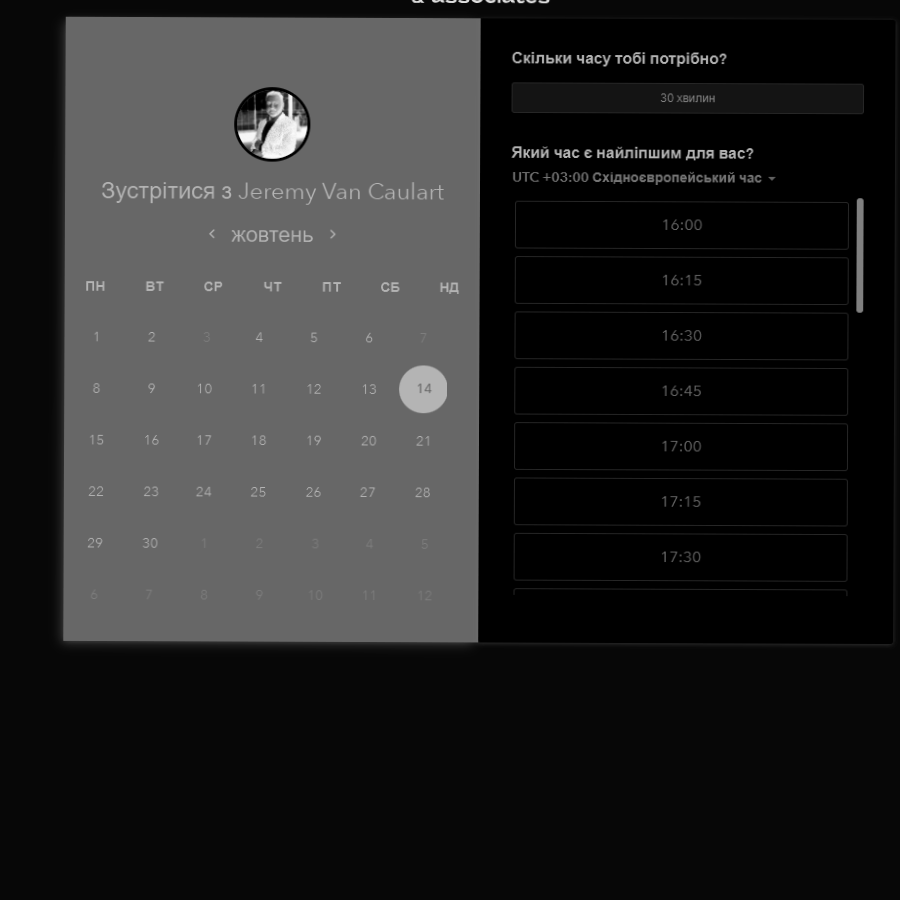 & associates
Зустрітися з Jeremy Van Caulart
жовтень
ПН ВТ СР ЧТ ПТ СБ НД
1 2 3 4 5 6 7
8 9 10 11 12 13 14
15 16 17 18 19 20 21
22 23 24 25 26 27 28
29 30 1 2 3 4 5
6 7 8 9 10 11 12
Скільки часу тобі потрібно?
30 хвилин
Який час є найліпшим для вас?
UTC +03:00 Східноєвропейський час
16:00
16:15
16:30
16:45
17:00
17:15
17:30